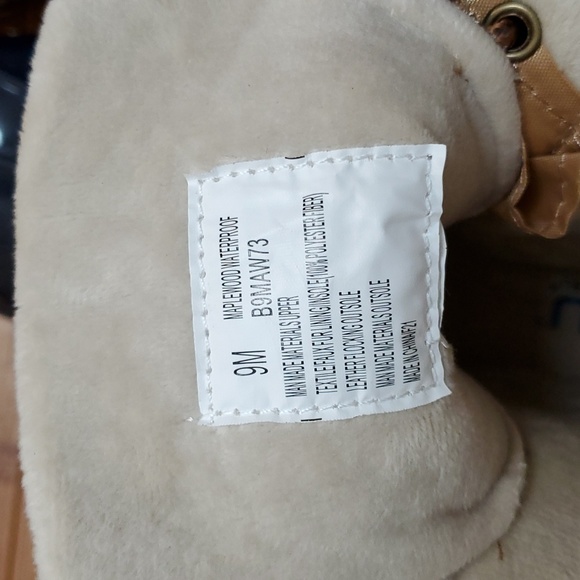 MAPLEWOOD WATERPROOF
9M B9MAW73
MAN MADE MATERIALS UPPER
TEXTILE/FAUX FUR LINING INSOLE(100% POLYESTER FIBER)
LEATHER FLOCKING OUTSOLE
MAN MADE MATERIALS OUTSOLE
MADE IN CHINA/F21